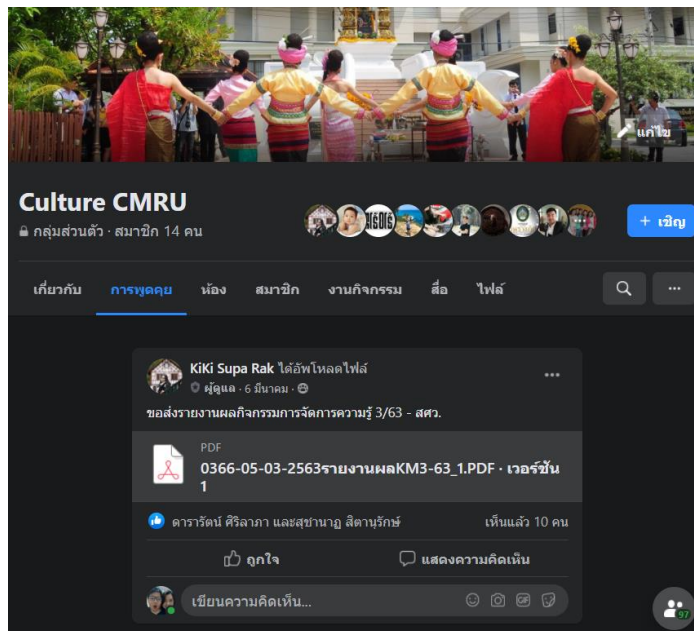 แก้ไข
Culture CMRU
กลุ่มส่วนตัว · สมาชิก 14 คน
+ เชิญ
เกี่ยวกับ การพูดคุย ห้อง สมาชิก งานกิจกรรม สื่อ ไฟล์
KiKi Supa Rak ได้อัพโหลดไฟล์
ผู้ดูแล · 6 มีนาคม ·
ขอส่งรายงานผลกิจกรรมการจัดการความรู้ 3/63 - สศว.
PDF
0366-05-03-2563รายงานผลKM3-63_1.PDF · เวอร์ชัน
1
ดารารัตน์ ศิริลาภา และสุชานาฏ สิตานุรักษ์ เห็นแล้ว 10 คน
ถูกใจ แสดงความคิดเห็น
เขียนความคิดเห็น... GIF
97